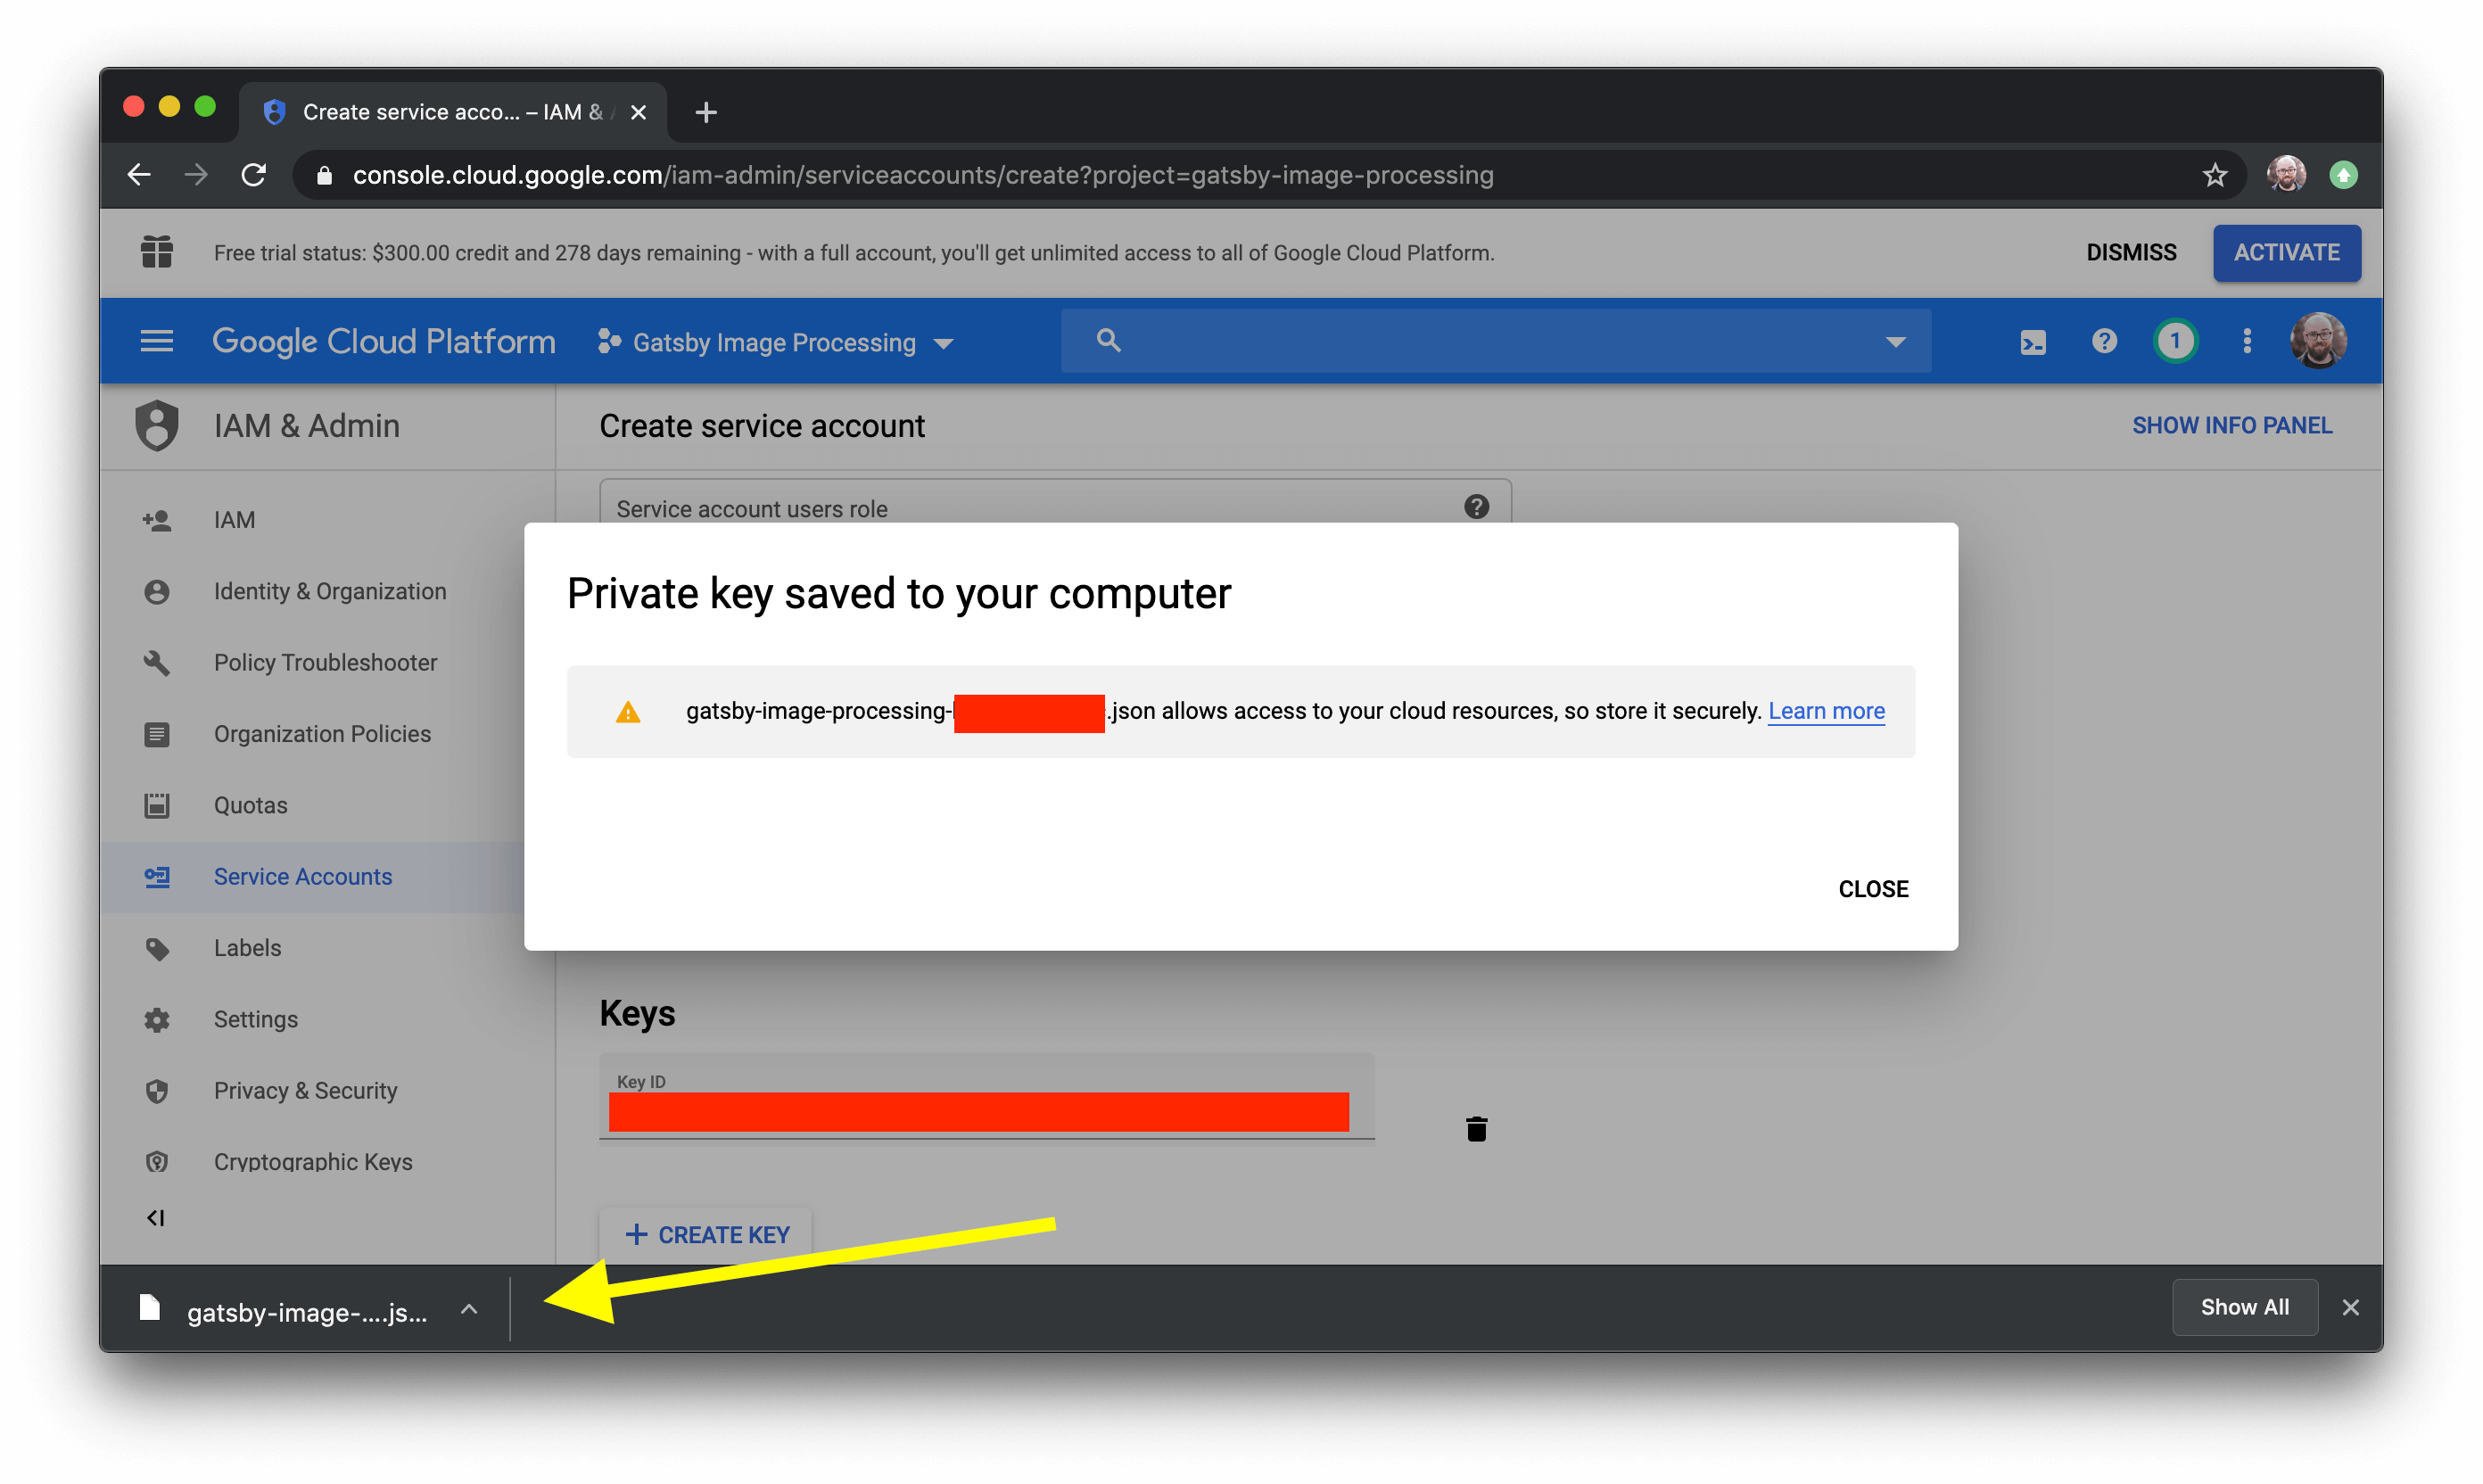 Create service acco... – IAM &
console.cloud.google.com/iam-admin/serviceaccounts/create?project=gatsby-image-processing
Free trial status: $300.00 credit and 278 days remaining - with a full account, you'll get unlimited access to all of Google Cloud Platform.
DISMISS
ACTIVATE
Google Cloud Platform
Gatsby Image Processing
1
IAM & Admin
Create service account
SHOW INFO PANEL
IAM
Identity & Organization
Policy Troubleshooter
Organization Policies
Quotas
Service Accounts
Labels
Settings
Privacy & Security
Cryptographic Keys
Service account users role
Private key saved to your computer
gatsby-image-processing- .json allows access to your cloud resources, so store it securely. Learn more
CLOSE
Keys
Key ID
CREATE KEY
gatsby-image-....js...
Show All